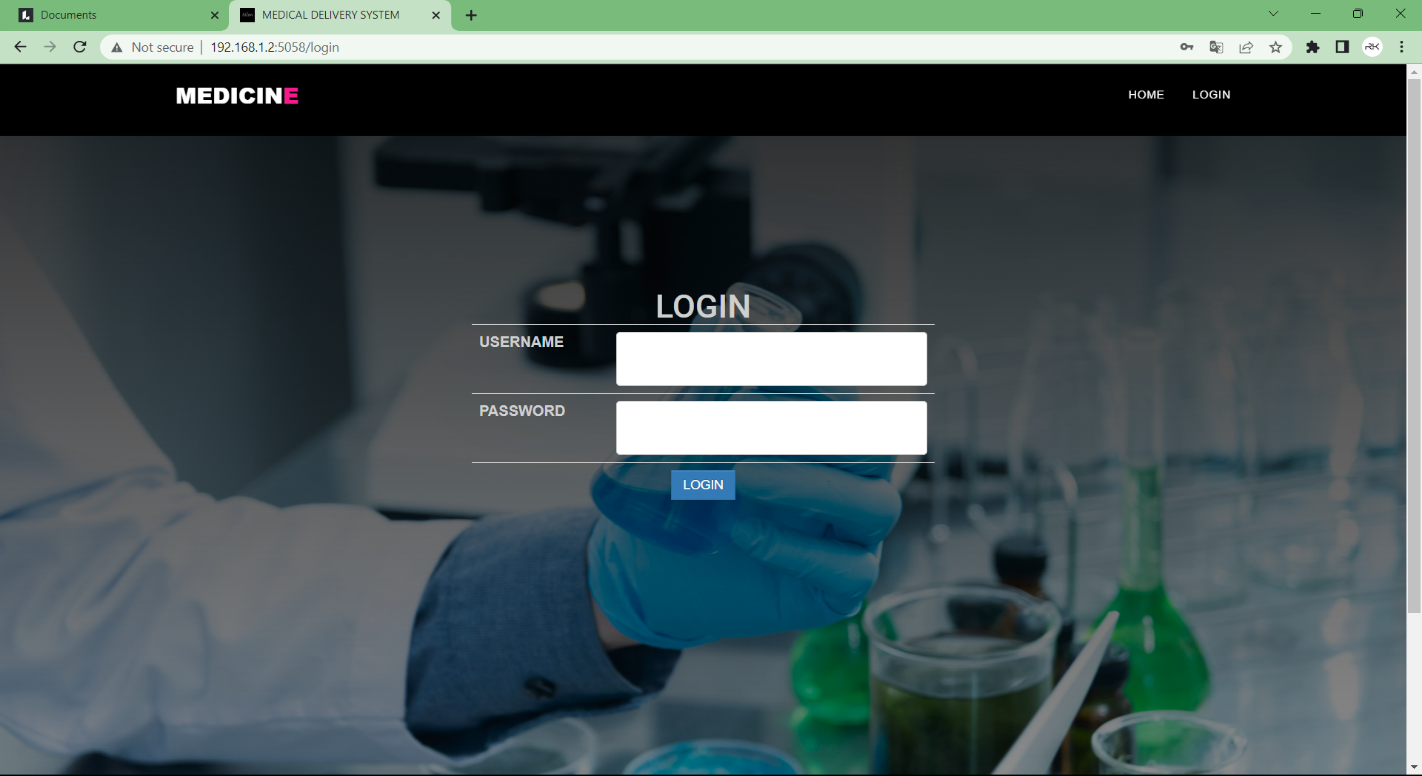 Documents
MEDICAL DELIVERY SYSTEM
Not secure | 192.168.1.2:5058/login
RK
MEDICINE
HOME
LOGIN
LOGIN
USERNAME
PASSWORD
LOGIN